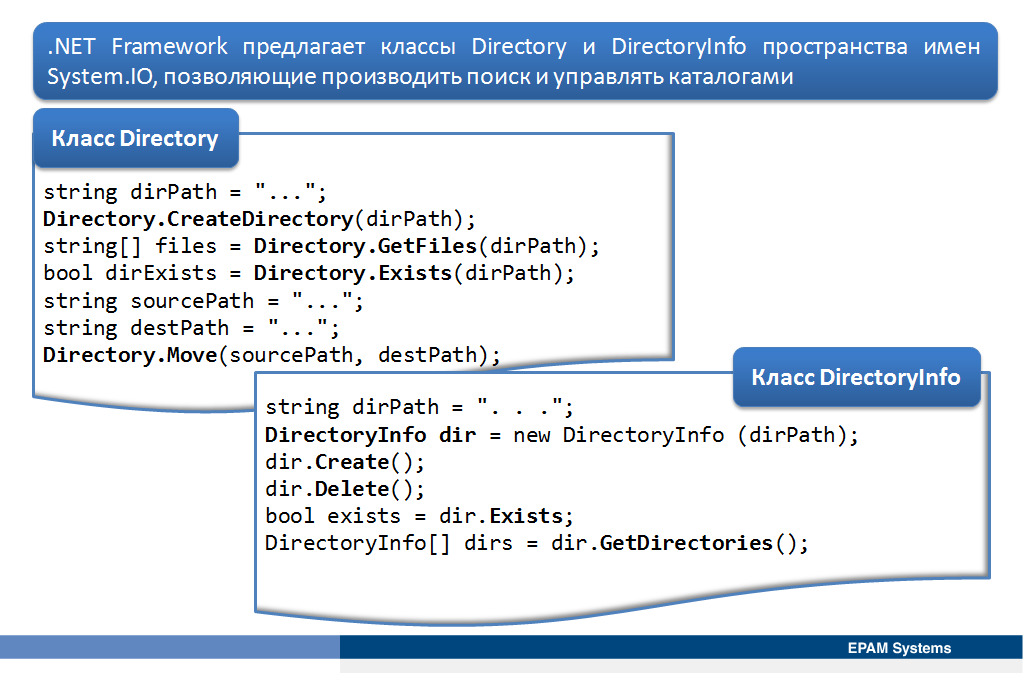 .NET Framework предлагает классы Directory и DirectoryInfo пространства имен
System.IO, позволяющие производить поиск и управлять каталогами
Класс Directory
string dirPath = "...";
Directory.CreateDirectory(dirPath);
string[] files = Directory.GetFiles(dirPath);
bool dirExists = Directory.Exists(dirPath);
string sourcePath = "...";
string destPath = "...";
Directory.Move(sourcePath, destPath);
Класс DirectoryInfo
string dirPath = ". . .";
DirectoryInfo dir = new DirectoryInfo (dirPath);
dir.Create();
dir.Delete();
bool exists = dir.Exists;
DirectoryInfo[] dirs = dir.GetDirectories();
EPAM Systems